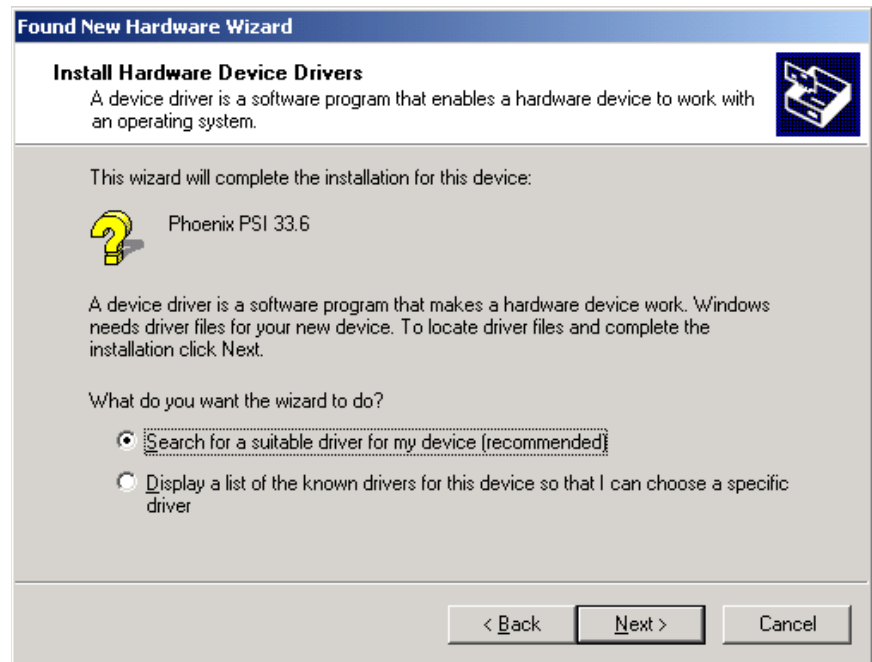 Found New Hardware Wizard
Install Hardware Device Drivers
A device driver is a software program that enables a hardware device to work with
an operating system.
This wizard will complete the installation for this device:
Phoenix PSI 33.6
A device driver is a software program that makes a hardware device work. Windows
needs driver files for your new device. To locate driver files and complete the
installation click Next.
What do you want the wizard to do?
Search for a suitable driver for my device (recommended)
Display a list of the known drivers for this device so that I can choose a specific
driver
< Back Next > Cancel